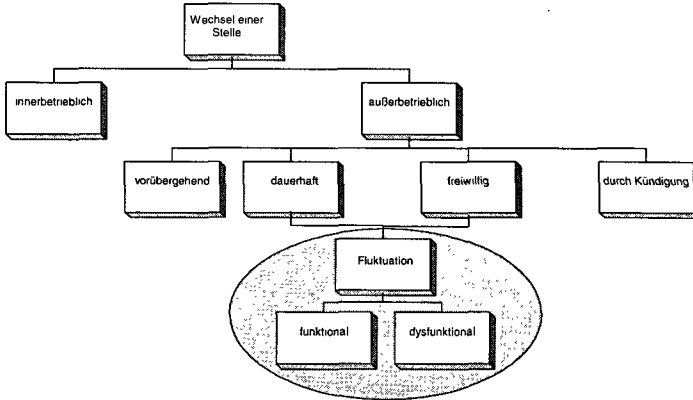 Wechsel einer
Stelle
innerbetrieblich
außerbetrieblich
vorübergehend
dauerhaft
freiwillig
durch Kündigung
Fluktuation
funktional
dysfunktional